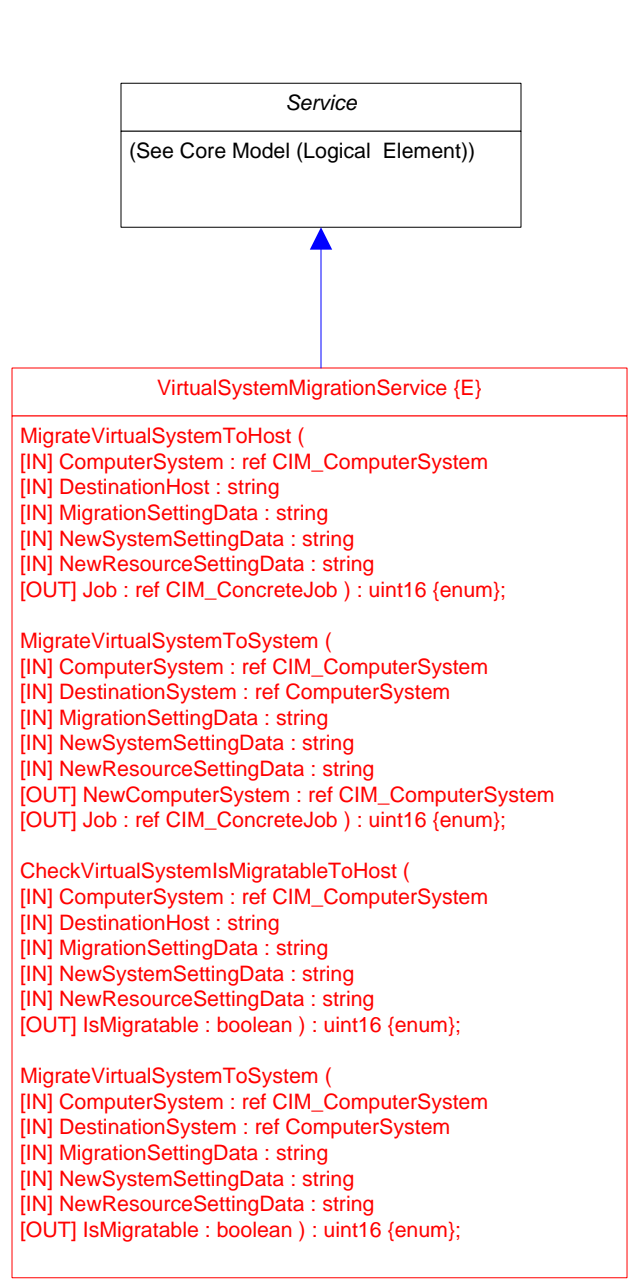 Service
(See Core Model (Logical Element))
VirtualSystemMigrationService {E}
MigrateVirtualSystemToHost (
[IN] ComputerSystem : ref CIM_ComputerSystem
[IN] DestinationHost : string
[IN] MigrationSettingData : string
[IN] NewSystemSettingData : string
[IN] NewResourceSettingData : string
[OUT] Job : ref CIM_ConcreteJob ) : uint16 {enum};
MigrateVirtualSystemToSystem (
[IN] ComputerSystem : ref CIM_ComputerSystem
[IN] DestinationSystem : ref ComputerSystem
[IN] MigrationSettingData : string
[IN] NewSystemSettingData : string
[IN] NewResourceSettingData : string
[OUT] NewComputerSystem : ref CIM_ComputerSystem
[OUT] Job : ref CIM_ConcreteJob ) : uint16 {enum};
CheckVirtualSystemIsMigratableToHost (
[IN] ComputerSystem : ref CIM_ComputerSystem
[IN] DestinationHost : string
[IN] MigrationSettingData : string
[IN] NewSystemSettingData : string
[IN] NewResourceSettingData : string
[OUT] IsMigratable : boolean ) : uint16 {enum};
MigrateVirtualSystemToSystem (
[IN] ComputerSystem : ref CIM_ComputerSystem
[IN] DestinationSystem : ref ComputerSystem
[IN] MigrationSettingData : string
[IN] NewSystemSettingData : string
[IN] NewResourceSettingData : string
[OUT] IsMigratable : boolean ) : uint16 {enum};